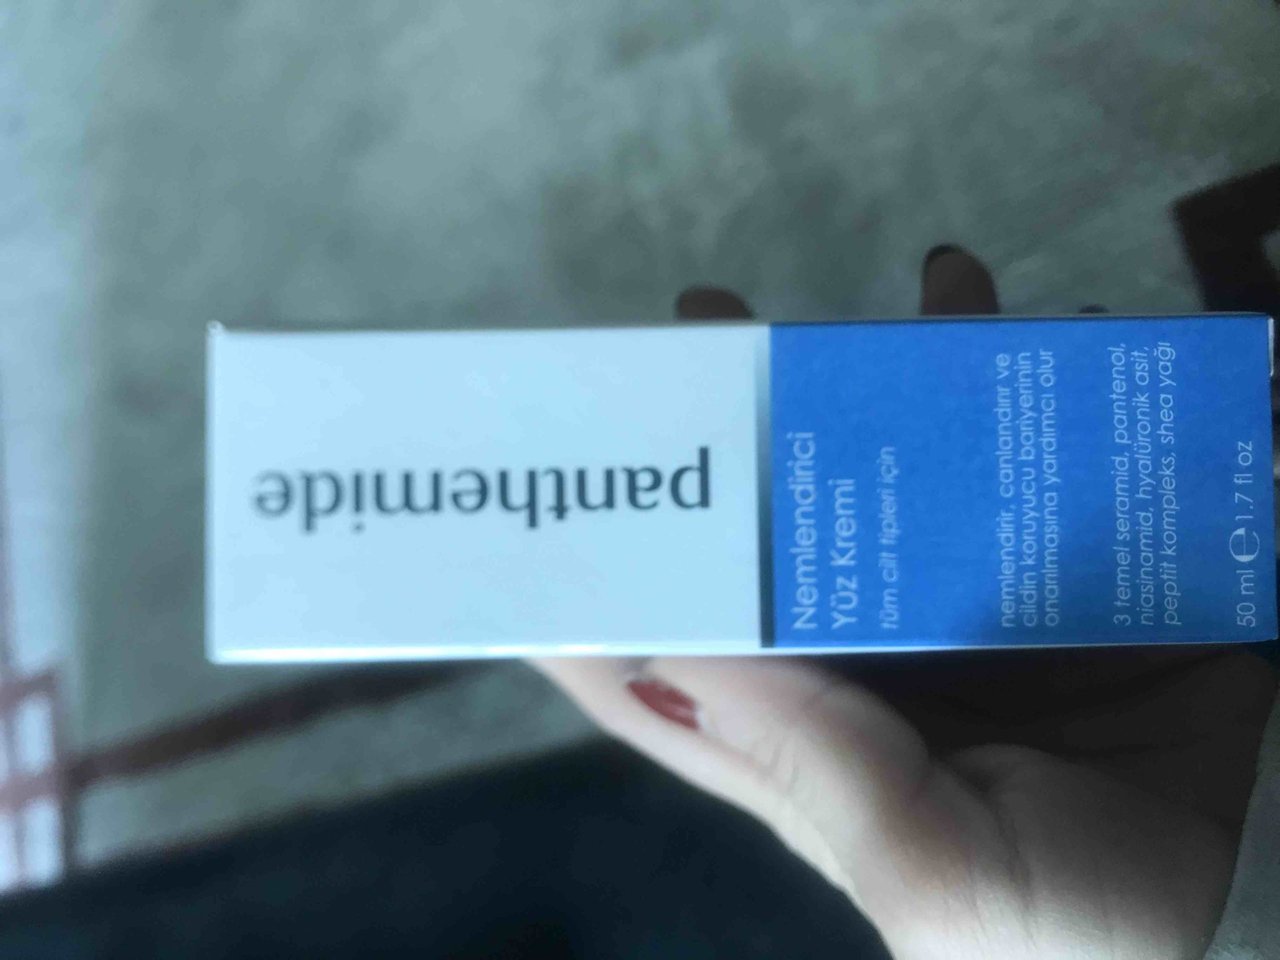 panthemide
Nemlendirici
Yüz Kremi
tüm cilt tipleri için
nemlendirir, canlandırır ve
cildin koruyucu bariyerinin
onarılmasına yardımcı olur
3 temel seramid, pantenol,
niasinamid, hyalüronik asit,
peptit kompleks, shea yağı
50 ml ℮ 1.7 fl oz